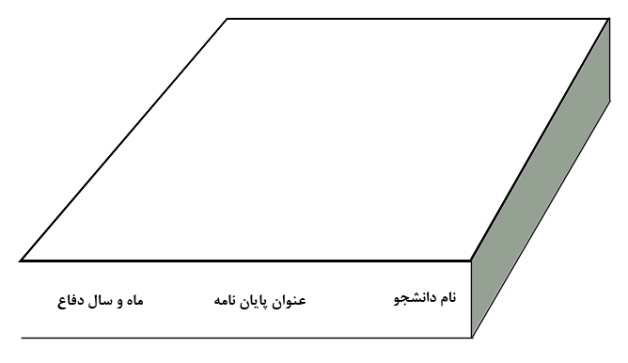 نام دانشجو عنوان پایان نامه ماه و سال دفاع